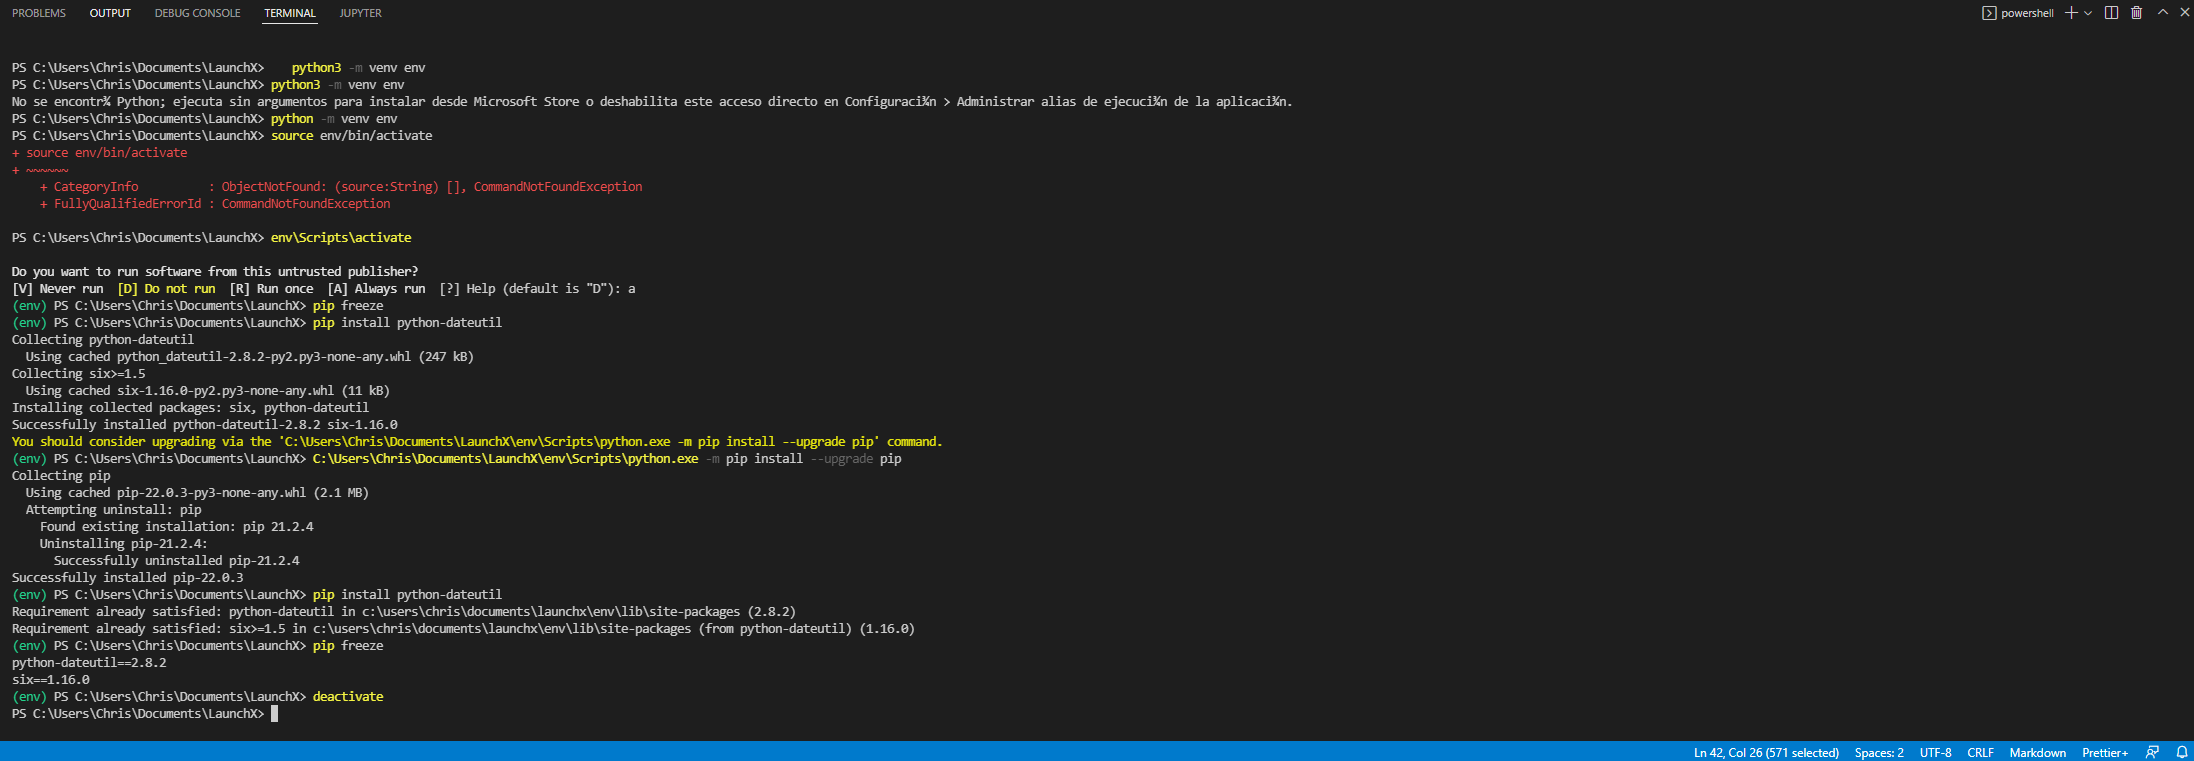 PROBLEMS OUTPUT DEBUG CONSOLE TERMINAL JUPYTER powershell
PS C:\Users\Chris\Documents\LaunchX>    python3 -m venv env
PS C:\Users\Chris\Documents\LaunchX> python3 -m venv env
No se encontr¾ Python; ejecuta sin argumentos para instalar desde Microsoft Store o deshabilita este acceso directo en Configuraci¾n > Administrar alias de ejecuci¾n de la aplicaci¾n.
PS C:\Users\Chris\Documents\LaunchX> python -m venv env
PS C:\Users\Chris\Documents\LaunchX> source env/bin/activate
+ source env/bin/activate
+ ~~~~~~
    + CategoryInfo          : ObjectNotFound: (source:String) [], CommandNotFoundException
    + FullyQualifiedErrorId : CommandNotFoundException
PS C:\Users\Chris\Documents\LaunchX> env\Scripts\activate
Do you want to run software from this untrusted publisher?
[V] Never run  [D] Do not run  [R] Run once  [A] Always run  [?] Help (default is "D"): a
(env) PS C:\Users\Chris\Documents\LaunchX> pip freeze
(env) PS C:\Users\Chris\Documents\LaunchX> pip install python-dateutil
Collecting python-dateutil
  Using cached python_dateutil-2.8.2-py2.py3-none-any.whl (247 kB)
Collecting six>=1.5
  Using cached six-1.16.0-py2.py3-none-any.whl (11 kB)
Installing collected packages: six, python-dateutil
Successfully installed python-dateutil-2.8.2 six-1.16.0
You should consider upgrading via the 'C:\Users\Chris\Documents\LaunchX\env\Scripts\python.exe -m pip install --upgrade pip' command.
(env) PS C:\Users\Chris\Documents\LaunchX> C:\Users\Chris\Documents\LaunchX\env\Scripts\python.exe -m pip install --upgrade pip
Collecting pip
  Using cached pip-22.0.3-py3-none-any.whl (2.1 MB)
  Attempting uninstall: pip
    Found existing installation: pip 21.2.4
    Uninstalling pip-21.2.4:
      Successfully uninstalled pip-21.2.4
Successfully installed pip-22.0.3
(env) PS C:\Users\Chris\Documents\LaunchX> pip install python-dateutil
Requirement already satisfied: python-dateutil in c:\users\chris\documents\launchx\env\lib\site-packages (2.8.2)
Requirement already satisfied: six>=1.5 in c:\users\chris\documents\launchx\env\lib\site-packages (from python-dateutil) (1.16.0)
(env) PS C:\Users\Chris\Documents\LaunchX> pip freeze
python-dateutil==2.8.2
six==1.16.0
(env) PS C:\Users\Chris\Documents\LaunchX> deactivate
PS C:\Users\Chris\Documents\LaunchX>
Ln 42, Col 26 (571 selected) Spaces: 2 UTF-8 CRLF Markdown Prettier+